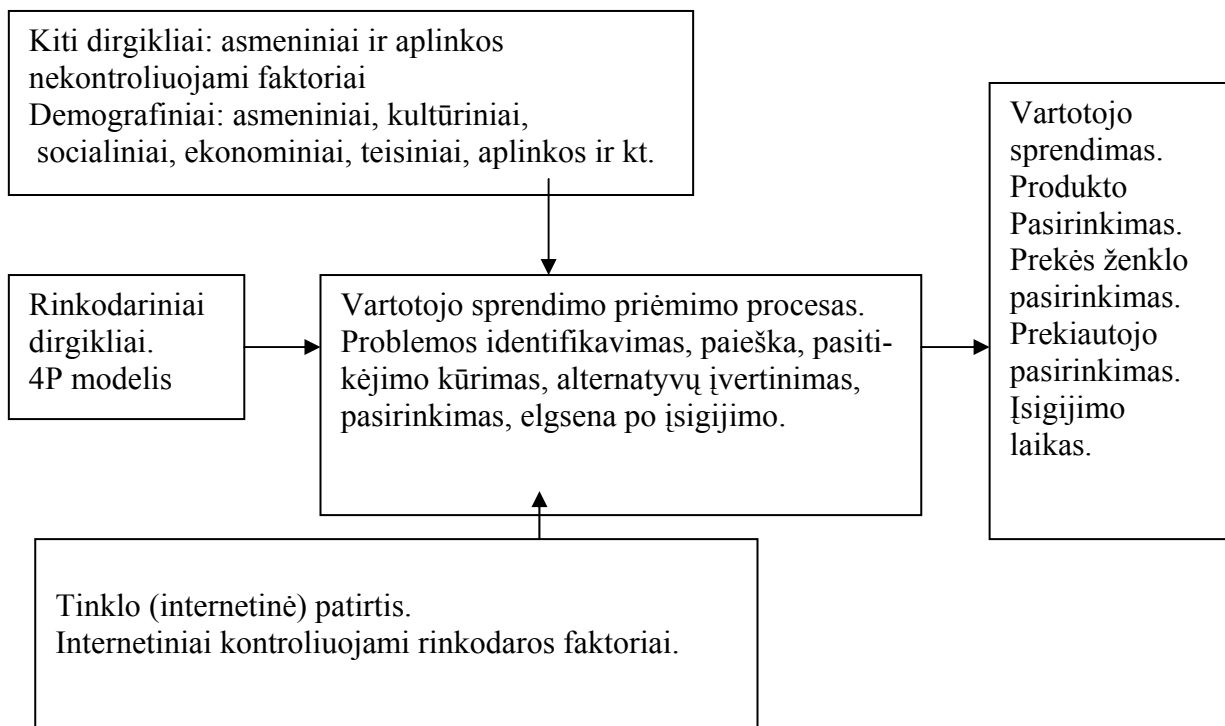 Kiti dirgikliai: asmeniniai ir aplinkos
nekontroliuojami faktoriai
Demografiniai: asmeniniai, kultūriniai,
socialiniai, ekonominiai, teisiniai, aplinkos ir kt.
Rinkodariniai
dirgikliai.
4P modelis
Vartotojo sprendimo priėmimo procesas.
Problemos identifikavimas, paieška, pasiti-
kėjimo kūrimas, alternatyvų įvertinimas,
pasirinkimas, elgsena po įsigijimo.
Vartotojo
sprendimas.
Produkto
Pasirinkimas.
Prekės ženklo
pasirinkimas.
Prekiautojo
pasirinkimas.
Įsigijimo
laikas.
Tinklo (internetinė) patirtis.
Internetiniai kontroliuojami rinkodaros faktoriai.